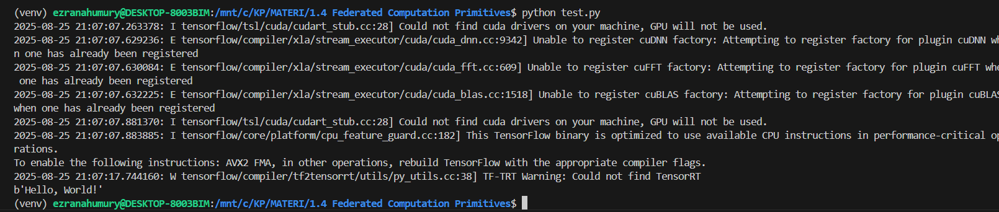 (venv) ezranahumury@DESKTOP-8003BIM:/mnt/c/KP/MATERI/1.4 Federated Computation Primitives$ python test.py
2025-08-25 21:07:07.263378: I tensorflow/tsl/cuda/cudart_stub.cc:28] Could not find cuda drivers on your machine, GPU will not be used.
2025-08-25 21:07:07.629236: E tensorflow/compiler/xla/stream_executor/cuda/cuda_dnn.cc:9342] Unable to register cuDNN factory: Attempting to register factory for plugin cuDNN wh
n one has already been registered
2025-08-25 21:07:07.630084: E tensorflow/compiler/xla/stream_executor/cuda/cuda_fft.cc:609] Unable to register cuFFT factory: Attempting to register factory for plugin cuFFT whe
one has already been registered
2025-08-25 21:07:07.632225: E tensorflow/compiler/xla/stream_executor/cuda/cuda_blas.cc:1518] Unable to register cuBLAS factory: Attempting to register factory for plugin cuBLAS
when one has already been registered
2025-08-25 21:07:07.881370: I tensorflow/tsl/cuda/cudart_stub.cc:28] Could not find cuda drivers on your machine, GPU will not be used.
2025-08-25 21:07:07.883885: I tensorflow/core/platform/cpu_feature_guard.cc:182] This TensorFlow binary is optimized to use available CPU instructions in performance-critical op
rations.
To enable the following instructions: AVX2 FMA, in other operations, rebuild TensorFlow with the appropriate compiler flags.
2025-08-25 21:07:17.744160: W tensorflow/compiler/tf2tensorrt/utils/py_utils.cc:38] TF-TRT Warning: Could not find TensorRT
b'Hello, World!'
(venv) ezranahumury@DESKTOP-8003BIM:/mnt/c/KP/MATERI/1.4 Federated Computation Primitives$